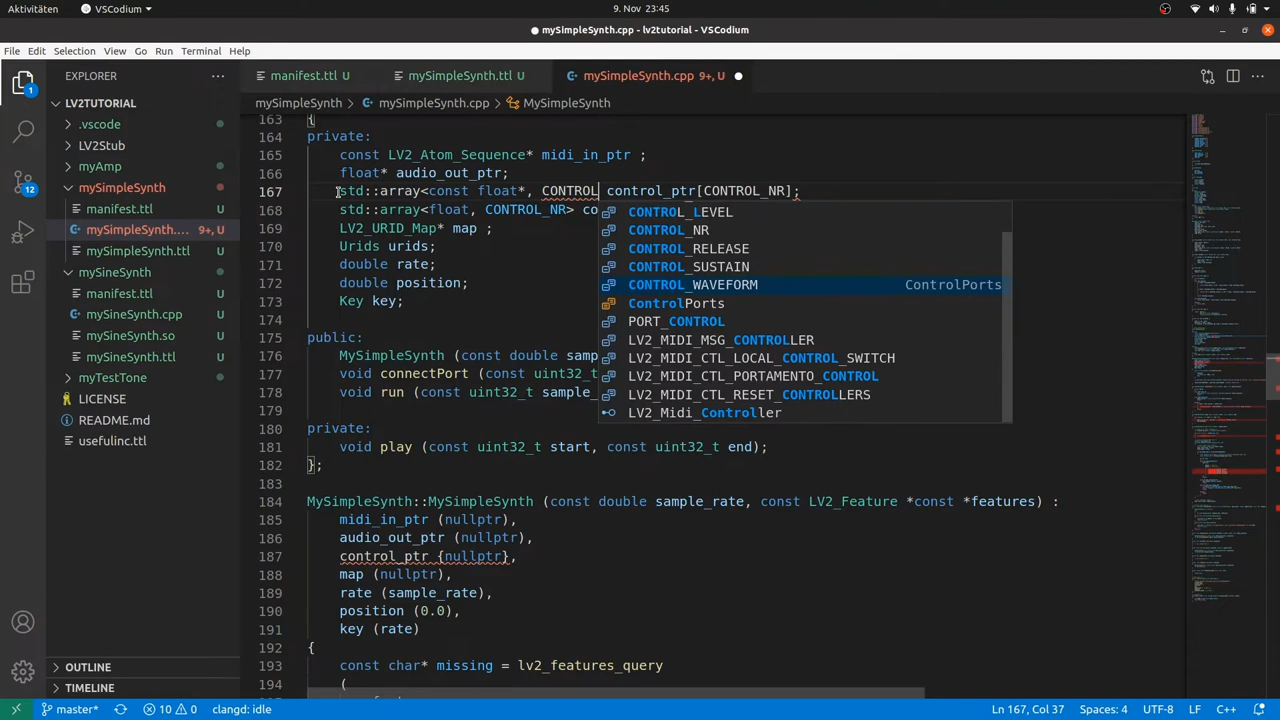 Aktivitäten VSCodium 9. Nov 23:45
mySimpleSynth.cpp - lv2tutorial - VSCodium
File Edit Selection View Go Run Terminal Help
EXPLORER ··· manifest.ttl U mySimpleSynth.ttl U mySimpleSynth.cpp 9+, U
LV2TUTORIAL mySimpleSynth > mySimpleSynth.cpp > MySimpleSynth
.vscode
LV2Stub
myAmp
mySimpleSynth
manifest.ttl U
mySimpleSynth.... 9+, U
mySimpleSynth.ttl U
mySineSynth
manifest.ttl U
mySineSynth.cpp U
mySineSynth.so U
mySineSynth.ttl U
myTestTone
LICENSE
README.md
usefulinc.ttl
OUTLINE
TIMELINE
1
163 {
164 private:
165 const LV2_Atom_Sequence* midi_in_ptr ;
166 float* audio_out_ptr;
167 std::array<const float*, CONTROL control_ptr[CONTROL_NR];
168 std::array<float, CONTROL_NR> co
169 LV2_URID_Map* map ;
170 Urids urids;
171 double rate;
172 double position;
173 Key key;
174
175 public:
176 MySimpleSynth (const double samp
177 void connectPort (const uint32_t
178 void run (const uint32_t sample_
179
180 private:
181 void play (const uint32_t start, const uint32_t end);
182 };
183
184 MySimpleSynth::MySimpleSynth (const double sample_rate, const LV2_Feature *const *features) :
185 midi_in_ptr (nullptr),
186 audio_out_ptr (nullptr),
187 control_ptr (nullptr),
188 map (nullptr),
189 rate (sample_rate),
190 position (0.0),
191 key (rate)
192 {
193 const char* missing = lv2_features_query
194 (
CONTROL_LEVEL
CONTROL_NR
CONTROL_RELEASE
CONTROL_SUSTAIN
CONTROL_WAVEFORM ControlPorts
ControlPorts
PORT_CONTROL
LV2_MIDI_MSG_CONTROLLER
LV2_MIDI_CTL_LOCAL_CONTROL_SWITCH
LV2_MIDI_CTL_PORTAMENTO_CONTROL
LV2_MIDI_CTL_RESET_CONTROLLERS
LV2_Midi_Controller
master* 10 0 clangd: idle Ln 167, Col 37 Spaces: 4 UTF-8 LF C++